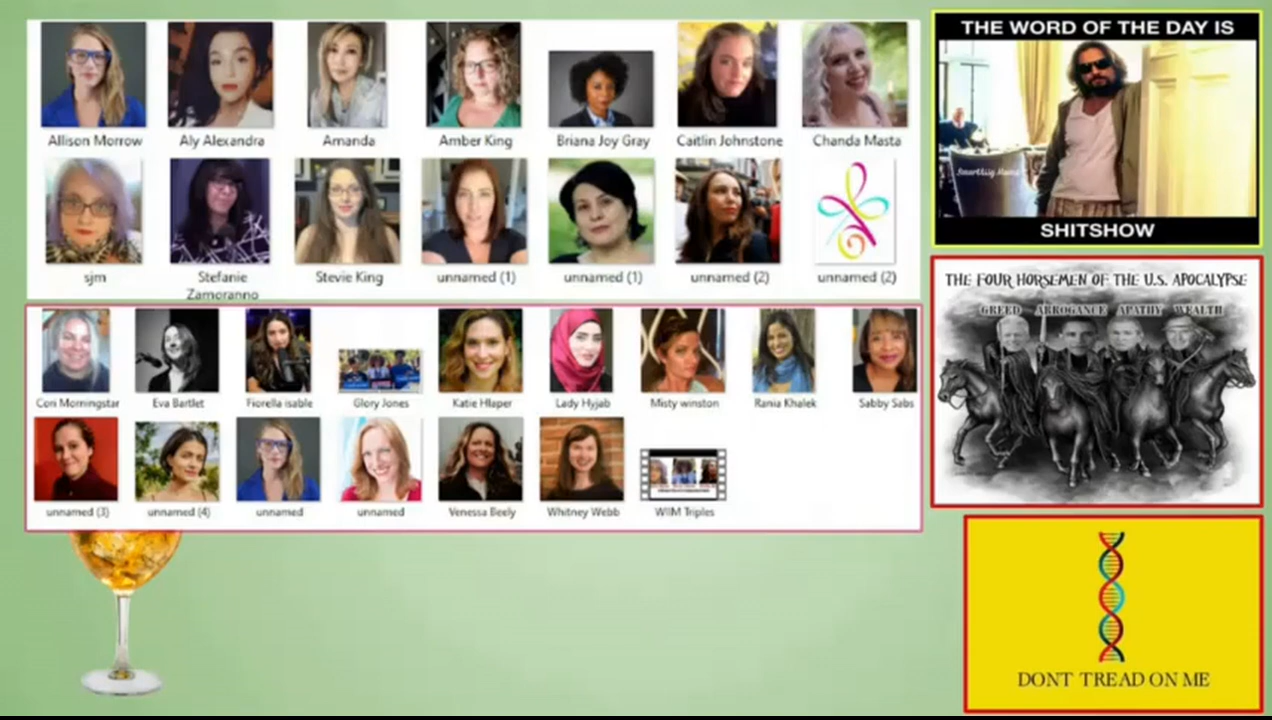 Allison Morrow
Aly Alexandra
Amanda
Amber King
Briana Joy Gray
Caitlin Johnstone
Chanda Masta
sjm
Stefanie
Zamoranno
Stevie King
unnamed (1)
unnamed (1)
unnamed (2)
unnamed (2)
Cori Morningstar
Eva Bartlet
Fiorella isable
Glory Jones
Katie Hlaper
Lady Hyjab
Misty winston
Rania Khalek
Sabby Sabs
unnamed (3)
unnamed (4)
unnamed
unnamed
Venessa Beely
Whitney Webb
WIIM Triples
THE WORD OF THE DAY IS
SHITSHOW
THE FOUR HORSEMEN OF THE U.S. APOCALYPSE
GREED ARROGANCE APATHY WEALTH
DONT TREAD ON ME